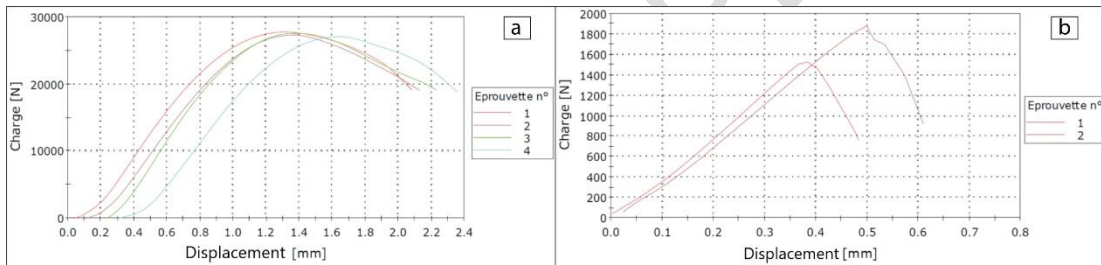 a
Charge [N]
30000
20000
10000
0
0.0 0.2 0.4 0.6 0.8 1.0 1.2 1.4 1.6 1.8 2.0 2.2 2.4
Displacement [mm]
Eprouvette nº
1
2
3
4
b
Charge [N]
2000
1800
1600
1400
1200
1000
800
600
400
200
0
0.0 0.1 0.2 0.3 0.4 0.5 0.6 0.7 0.8
Displacement [mm]
Eprouvette nº
1
2